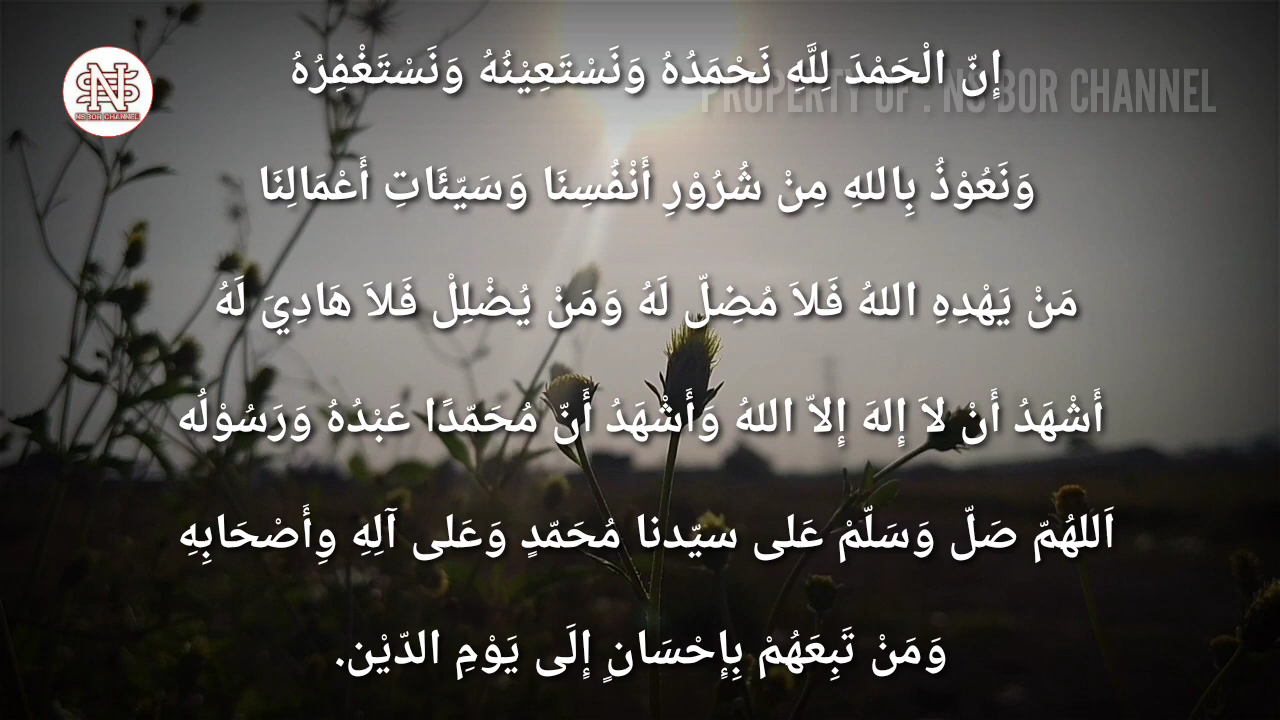 إِنّ الْحَمْدَ لِلَّهِ نَحْمَدُهُ وَنَسْتَعِيْنُهُ وَنَسْتَغْفِرُهُ
PROPERTY OF : NS BOR CHANNEL
NS BOR CHANNEL
وَنَعُوْذُ بِاللهِ مِنْ شُرُوْرِ أَنْفُسِنَا وَسَيّئَاتِ أَعْمَالِنَا
مَنْ يَهْدِهِ اللهُ فَلاَ مُضِلّ لَهُ وَمَنْ يُضْلِلْ فَلاَ هَادِيَ لَهُ
أَشْهَدُ أَنْ لاَ إِلهَ إِلاّ اللهُ وَأَشْهَدُ أَنّ مُحَمّدًا عَبْدُهُ وَرَسُوْلُه
اَللهُمّ صَلّ وَسَلّمْ عَلى سيّدنا مُحَمّدٍ وَعَلى آلِهِ وِأَصْحَابِهِ
وَمَنْ تَبِعَهُمْ بِإِحْسَانٍ إِلَى يَوْمِ الدّيْن.